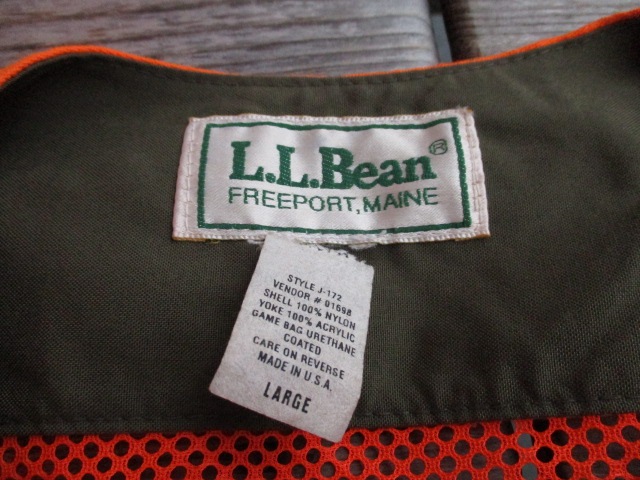 L.L.Bean®
FREEPORT, MAINE
STYLE J-172
VENDOR # 01598
SHELL 100% NYLON
YOKE 100% ACRYLIC
GAME BAG URETHANE
COATED
CARE ON REVERSE
MADE IN U.S.A.
LARGE